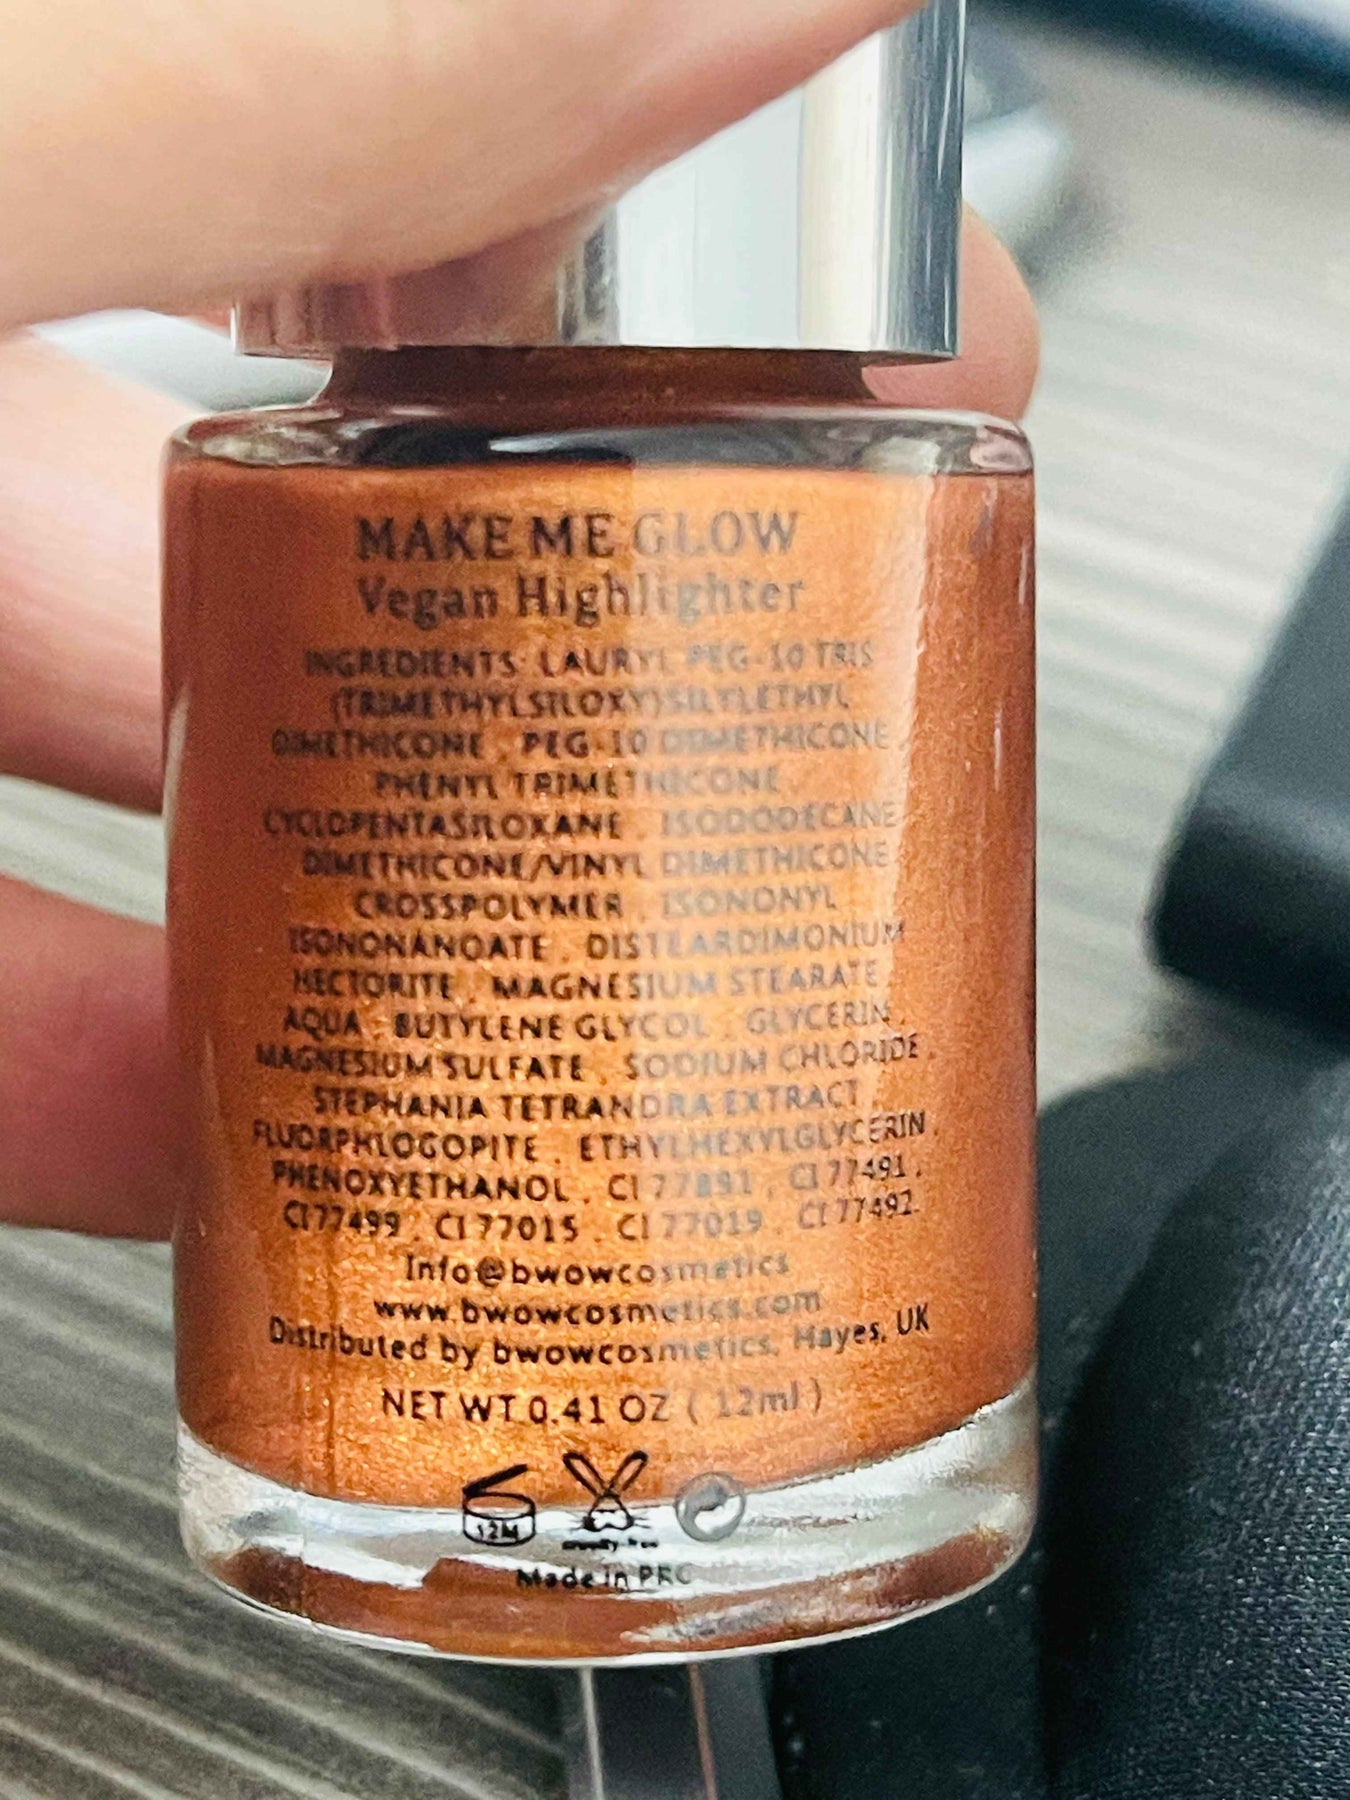 MAKE ME GLOW
Vegan Highlighter
INGREDIENTS: LAURYL PEG-10 TRIS
(TRIMETHYLSILOXY)SILYLETHYL
DIMETHICONE , PEG-10 DIMETHICONE ,
PHENYL TRIMETHICONE ,
CYCLOPENTASILOXANE , ISODODECANE ,
DIMETHICONE/VINYL DIMETHICONE
CROSSPOLYMER , ISONONYL
ISONONANOATE , DISTEARDIMONIUM
HECTORITE , MAGNESIUM STEARATE ,
AQUA , BUTYLENE GLYCOL , GLYCERIN ,
MAGNESIUM SULFATE , SODIUM CHLORIDE ,
STEPHANIA TETRANDRA EXTRACT ,
FLUORPHLOGOPITE , ETHYLHEXYLGLYCERIN ,
PHENOXYETHANOL , CI 77891 , CI 77491 ,
CI 77499 , CI 77015 , CI 77019 , CI 77492.
Info@bwowcosmetics
www.bwowcosmetics.com
Distributed by bwowcosmetics, Hayes, UK
NET WT.0.41 OZ ( 12ml )
12M
cruelty-free
Made in PRC